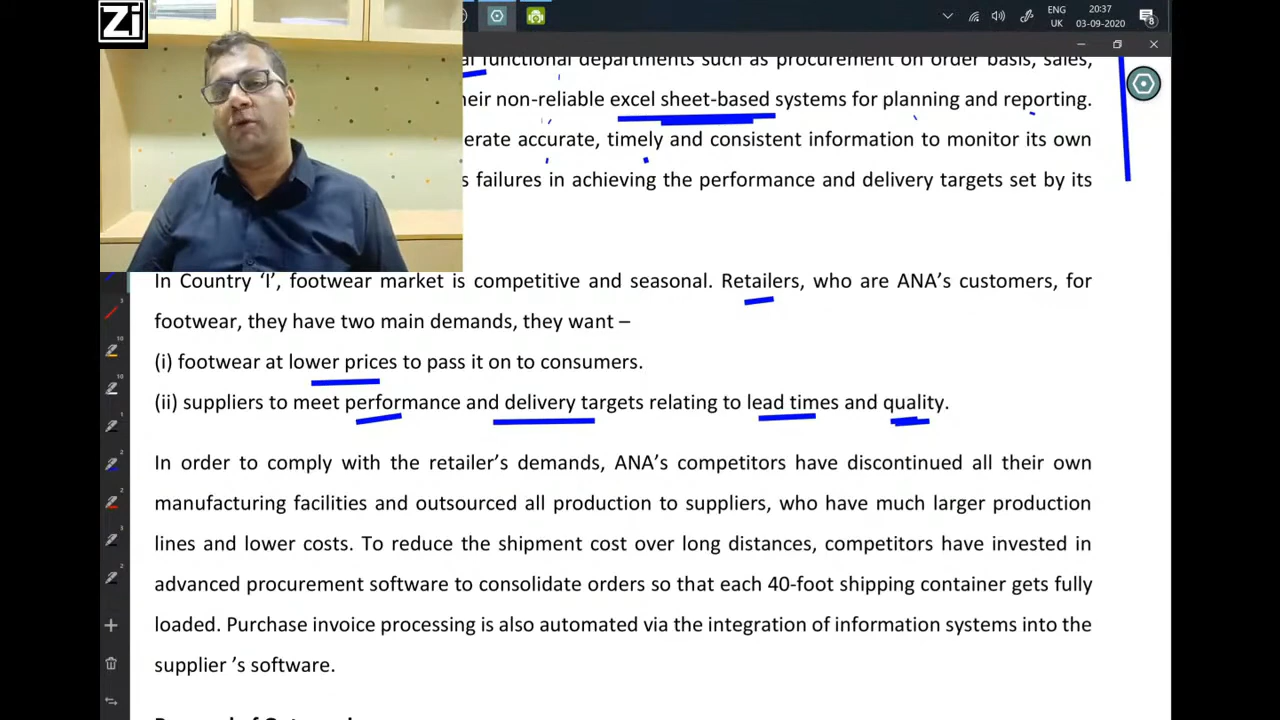 Zi
ENG
20:37
UK
03-09-2020
8
functional departments such as procurement on order basis, sales,
heir non-reliable excel sheet-based systems for planning and reporting.
erate accurate, timely and consistent information to monitor its own
s failures in achieving the performance and delivery targets set by its
In Country ‘I’, footwear market is competitive and seasonal. Retailers, who are ANA’s customers, for
footwear, they have two main demands, they want –
(i) footwear at lower prices to pass it on to consumers.
(ii) suppliers to meet performance and delivery targets relating to lead times and quality.
In order to comply with the retailer’s demands, ANA’s competitors have discontinued all their own
manufacturing facilities and outsourced all production to suppliers, who have much larger production
lines and lower costs. To reduce the shipment cost over long distances, competitors have invested in
advanced procurement software to consolidate orders so that each 40-foot shipping container gets fully
loaded. Purchase invoice processing is also automated via the integration of information systems into the
supplier ’s software.